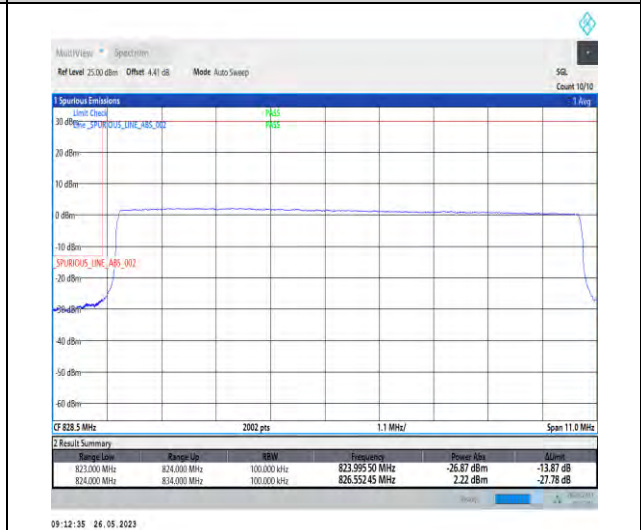 MultiView Spectrum
Ref Level 25.00 dBm Offset 4.41 dB Mode Auto Sweep SGL
Count 10/10
1 Spurious Emissions 1 Avg
Limit Check PASS
30 dBm Line _SPURIOUS_LINE_ABS_002 PASS
20 dBm
10 dBm
0 dBm
-10 dBm
_SPURIOUS_LINE_ABS_002
-20 dBm
-30 dBm
-40 dBm
-50 dBm
-60 dBm
CF 828.5 MHz 2002 pts 1.1 MHz/ Span 11.0 MHz
2 Result Summary
Range Low Range Up RBW Frequency Power Abs ΔLimit
823.000 MHz 824.000 MHz 100.000 kHz 823.99550 MHz -26.87 dBm -13.87 dB
824.000 MHz 834.000 MHz 100.000 kHz 826.55245 MHz 2.22 dBm -27.78 dB
09:12:35 26.05.2023